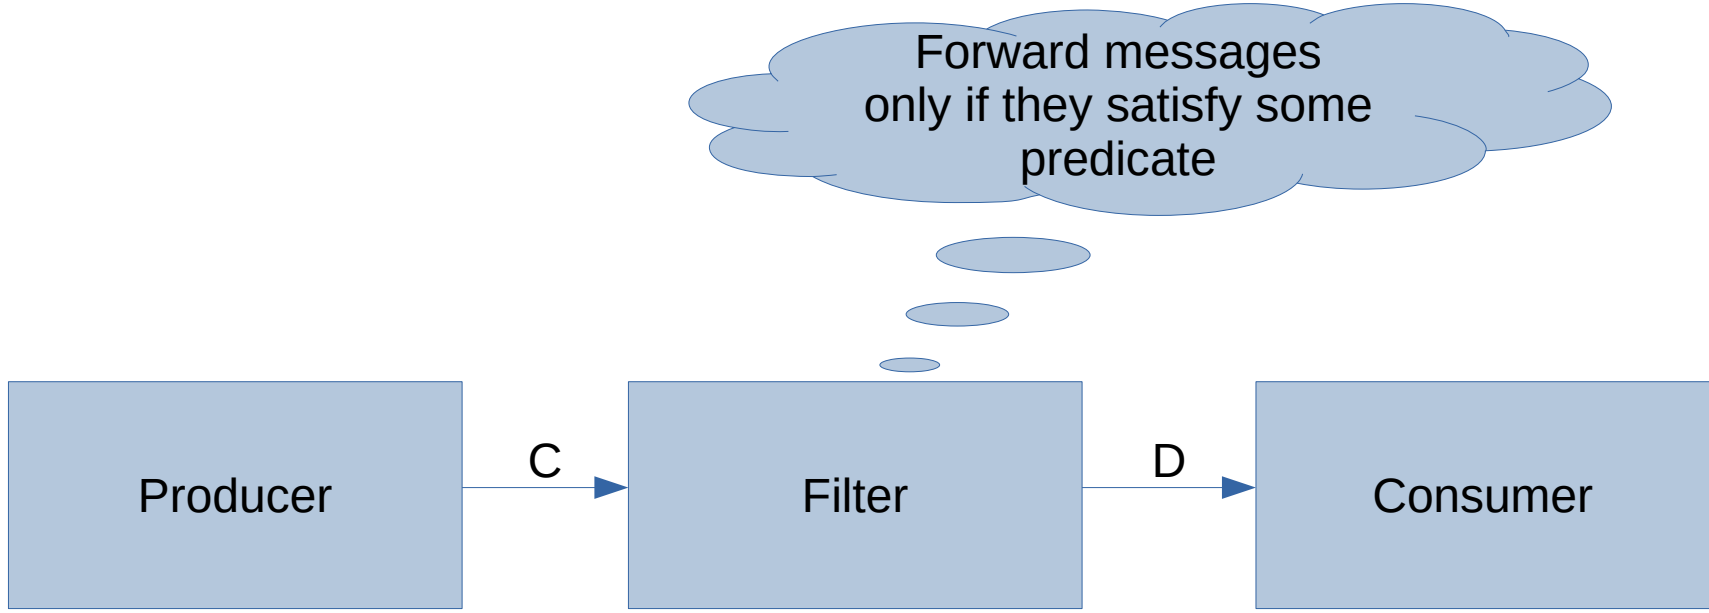 Forward messages
only if they satisfy some
predicate
C
D
Producer
Filter
Consumer